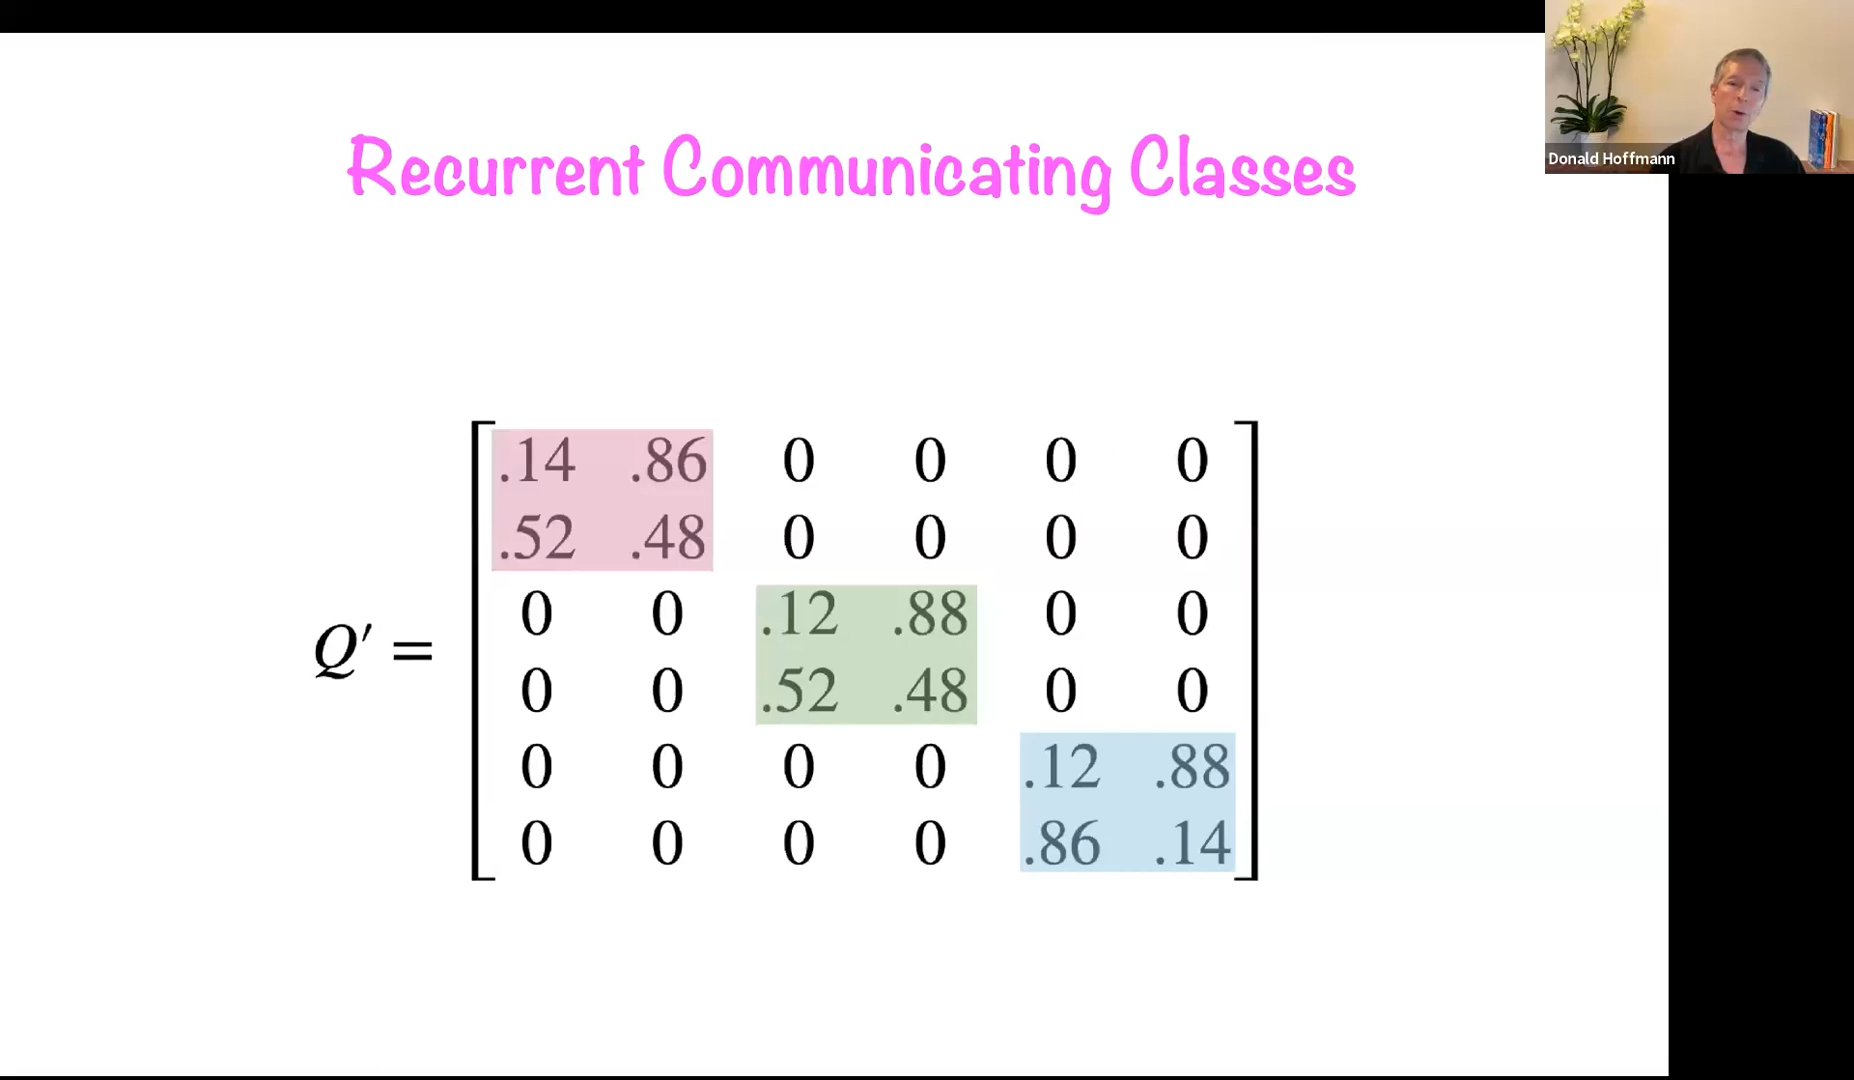 Recurrent Communicating Classes
Donald Hoffmann
Q′ =
.14 .86 0 0 0 0
.52 .48 0 0 0 0
0 0 .12 .88 0 0
0 0 .52 .48 0 0
0 0 0 0 .12 .88
0 0 0 0 .86 .14